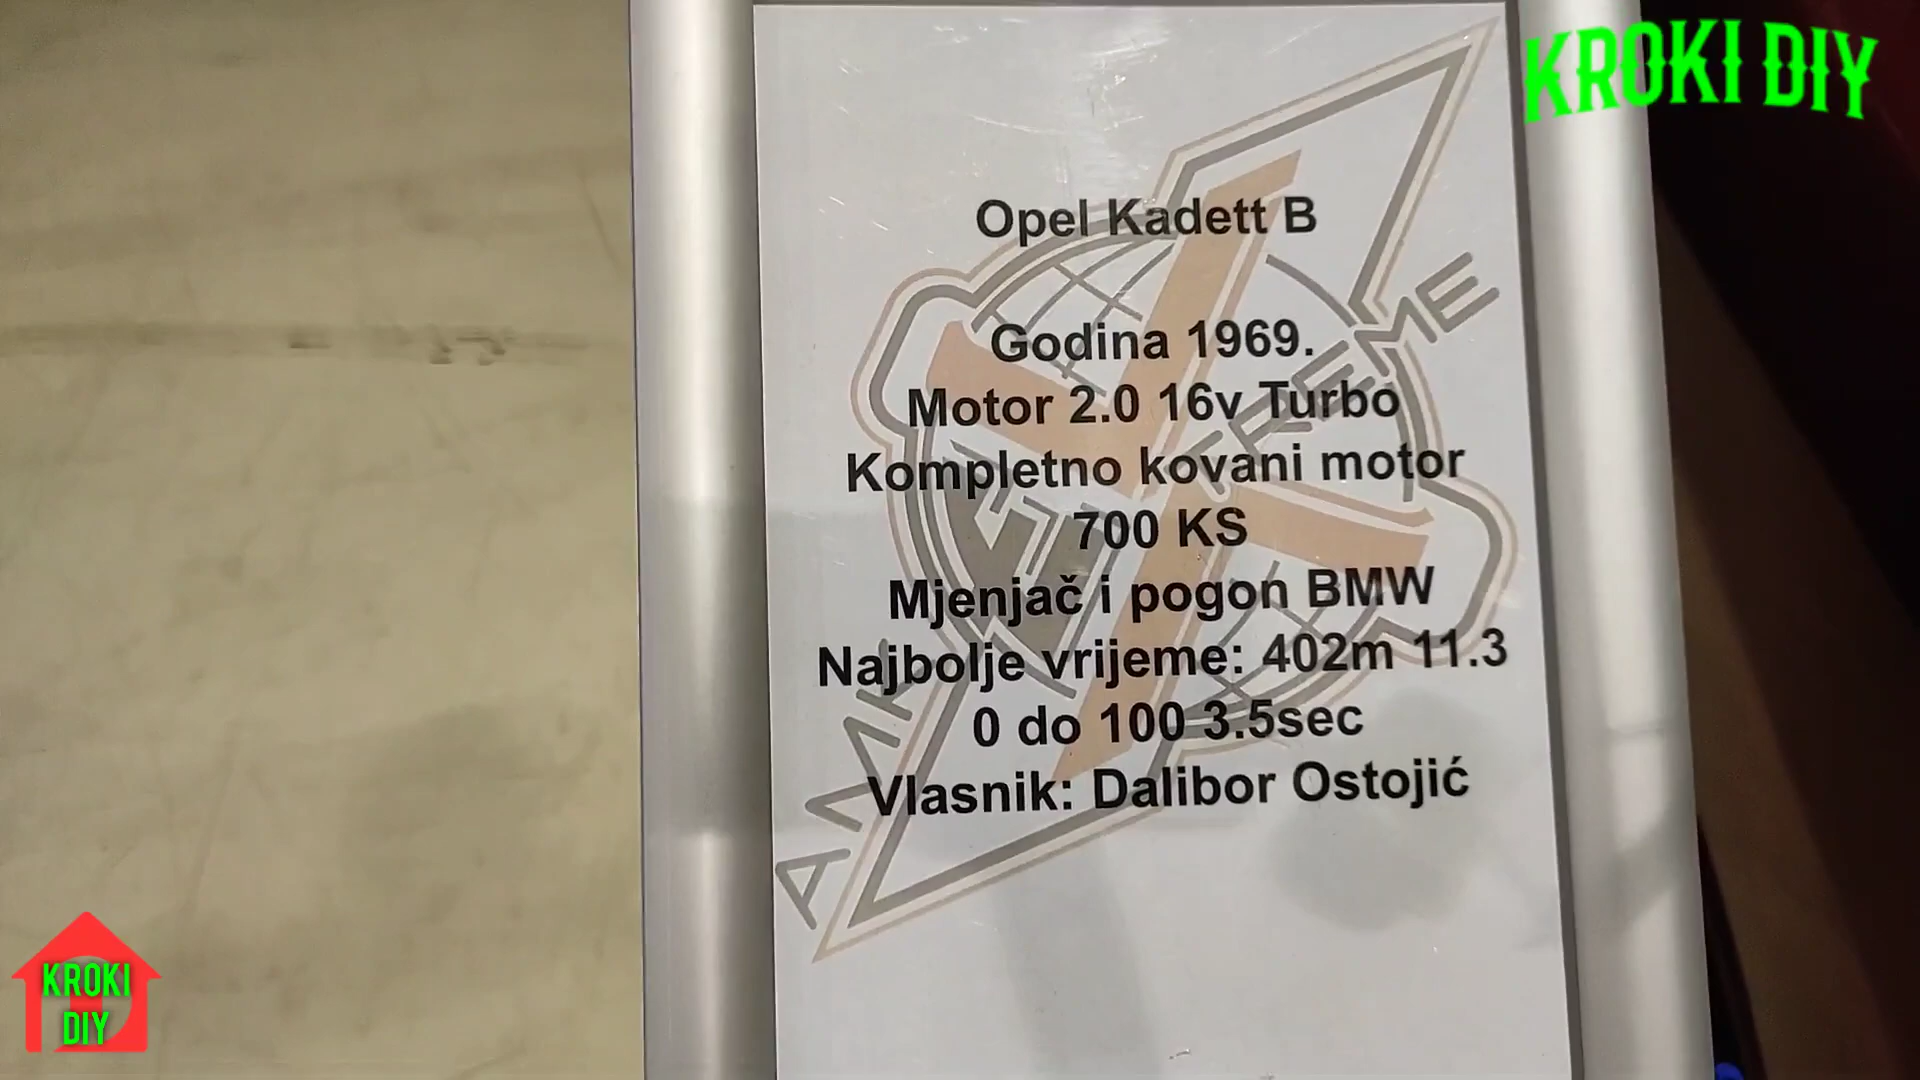 KROKI DIY
Opel Kadett B
Godina 1969.
Motor 2.0 16v Turbo
Kompletno kovani motor
700 KS
Mjenjač i pogon BMW
Najbolje vrijeme: 402m 11.3
0 do 100 3.5sec
Vlasnik: Dalibor Ostojić
KROKI
DIY